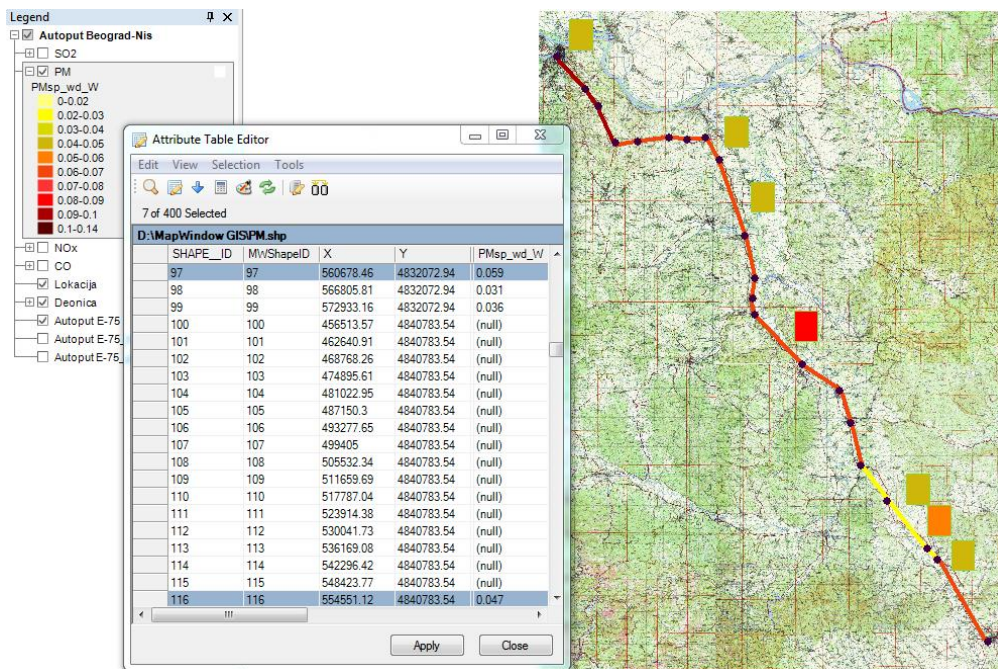 Legend
Autoput Beograd-Nis
SO2
PM
PMsp_wd_W
0-0.02
0.02-0.03
0.03-0.04
0.04-0.05
0.05-0.06
0.06-0.07
0.07-0.08
0.08-0.09
0.09-0.1
0.1-0.14
NOx
CO
Lokacija
Deonica
Autoput E-75
Autoput E-75_
Autoput E-75_
Attribute Table Editor
Edit View Selection Tools
7 of 400 Selected
D:\MapWindow GIS\PM.shp
SHAPE__ID MWShapeID X Y PMsp_wd_W
97 97 560678.46 4832072.94 0.059
98 98 566805.81 4832072.94 0.031
99 99 572933.16 4832072.94 0.036
100 100 456513.57 4840783.54 (null)
101 101 462640.91 4840783.54 (null)
102 102 468768.26 4840783.54 (null)
103 103 474895.61 4840783.54 (null)
104 104 481022.95 4840783.54 (null)
105 105 487150.3 4840783.54 (null)
106 106 493277.65 4840783.54 (null)
107 107 499405 4840783.54 (null)
108 108 505532.34 4840783.54 (null)
109 109 511659.69 4840783.54 (null)
110 110 517787.04 4840783.54 (null)
111 111 523914.38 4840783.54 (null)
112 112 530041.73 4840783.54 (null)
113 113 536169.08 4840783.54 (null)
114 114 542296.42 4840783.54 (null)
115 115 548423.77 4840783.54 (null)
116 116 554551.12 4840783.54 0.047
Apply Close